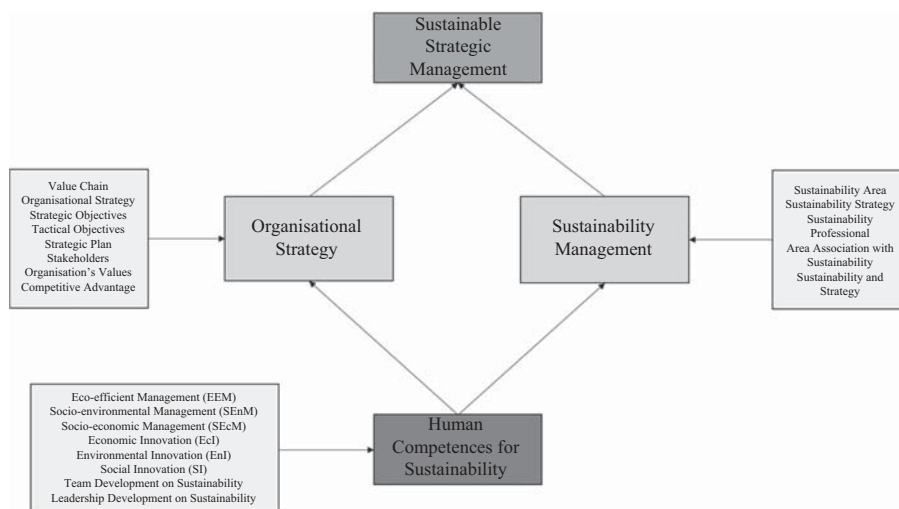 Sustainable
Strategic
Management
Value Chain
Organisational Strategy
Strategic Objectives
Tactical Objectives
Strategic Plan
Stakeholders
Organisation's Values
Competitive Advantage
Organisational
Strategy
Sustainability
Management
Sustainability Area
Sustainability Strategy
Sustainability
Professional
Area Association with
Sustainability
Sustainability and
Strategy
Eco-efficient Management (EEM)
Socio-environmental Management (SEnM)
Socio-economic Management (SEcM)
Economic Innovation (EcI)
Environmental Innovation (EnI)
Social Innovation (SI)
Team Development on Sustainability
Leadership Development on Sustainability
Human
Competences for
Sustainability